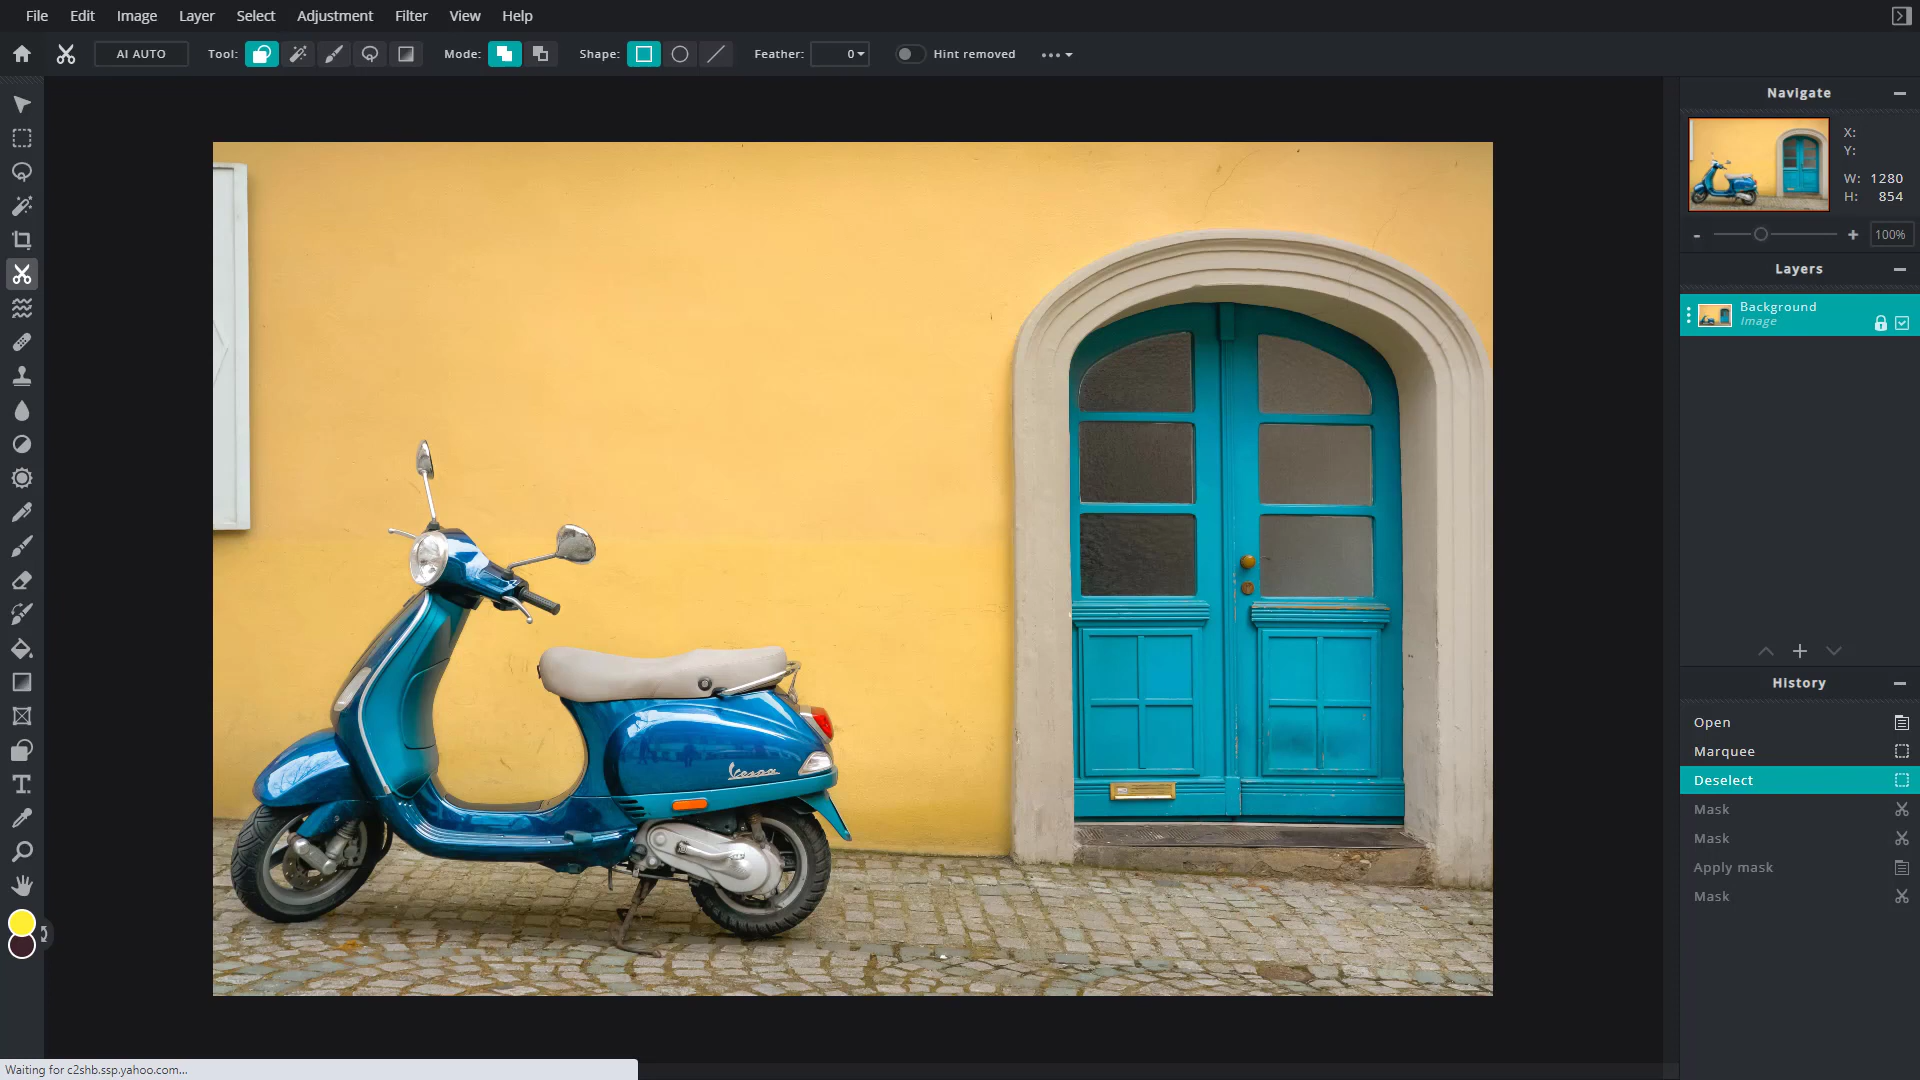 File Edit Image Layer Select Adjustment Filter View Help
AI AUTO Tool: Mode: Shape: Feather: 0 Hint removed
Navigate
X:
Y:
W: 1280
H: 854
- + 100%
Layers
Background
Image
Vespa
History
Open
Marquee
Deselect
Mask
Mask
Apply mask
Mask
Waiting for c2shb.ssp.yahoo.com...